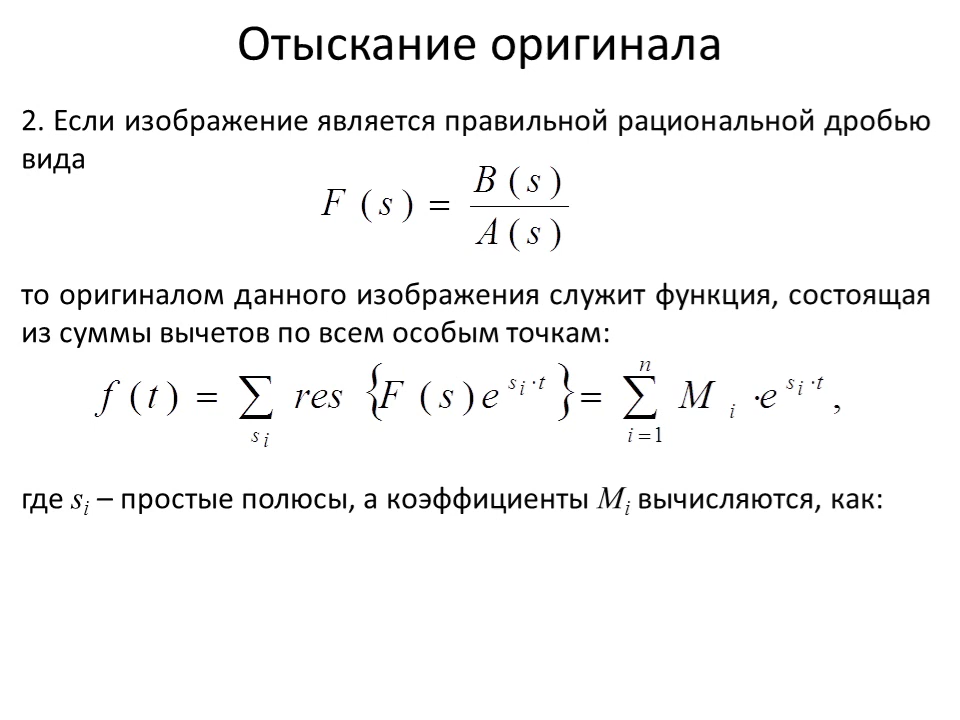 Отыскание оригинала
2. Если изображение является правильной рациональной дробью
вида
F(s) = B(s) / A(s)
то оригиналом данного изображения служит функция, состоящая
из суммы вычетов по всем особым точкам:
f(t) = ∑_{s_i} res {F(s)e^{s_i·t}} = ∑_{i=1}^{n} M_i · e^{s_i·t},
где s_i – простые полюсы, а коэффициенты M_i вычисляются, как: